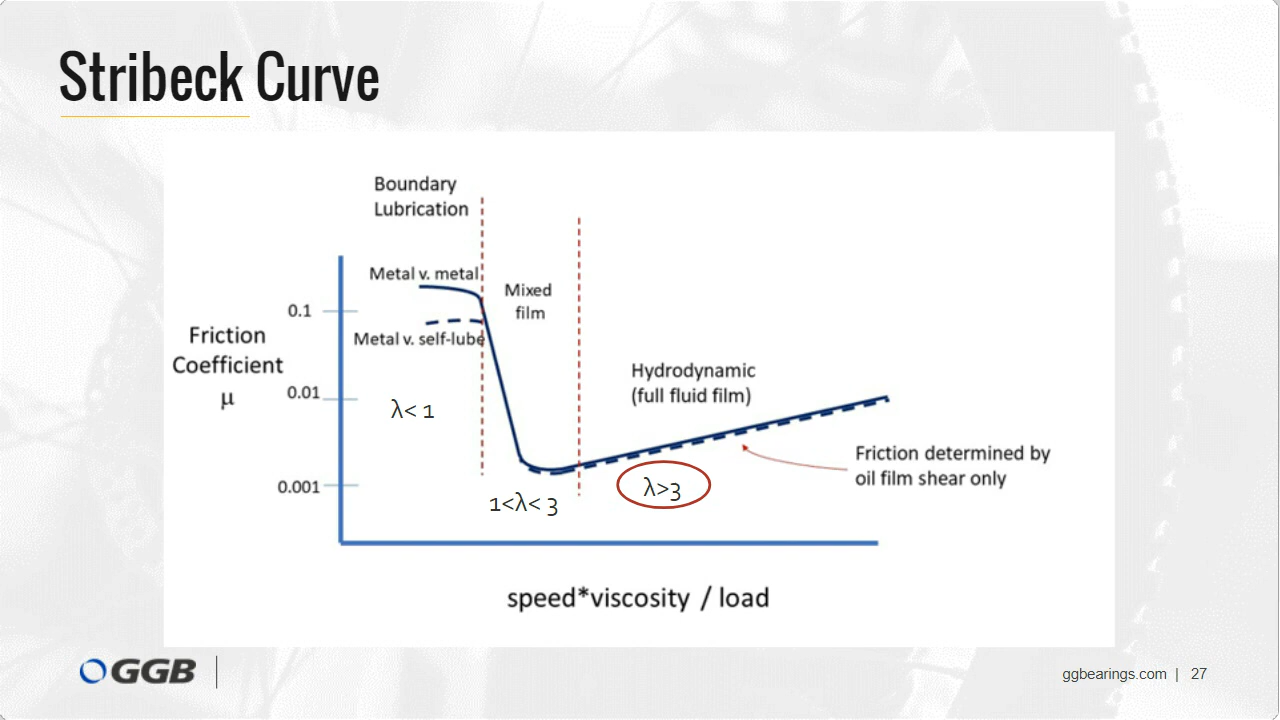 Stribeck Curve
Boundary
Lubrication
Metal v. metal
Mixed
film
0.1
Metal v. self-lube
Friction
Coefficient
μ
0.01
λ< 1
Hydrodynamic
(full fluid film)
Friction determined by
oil film shear only
0.001
1<λ< 3
λ>3
speed*viscosity / load
GGB
ggbearings.com | 27